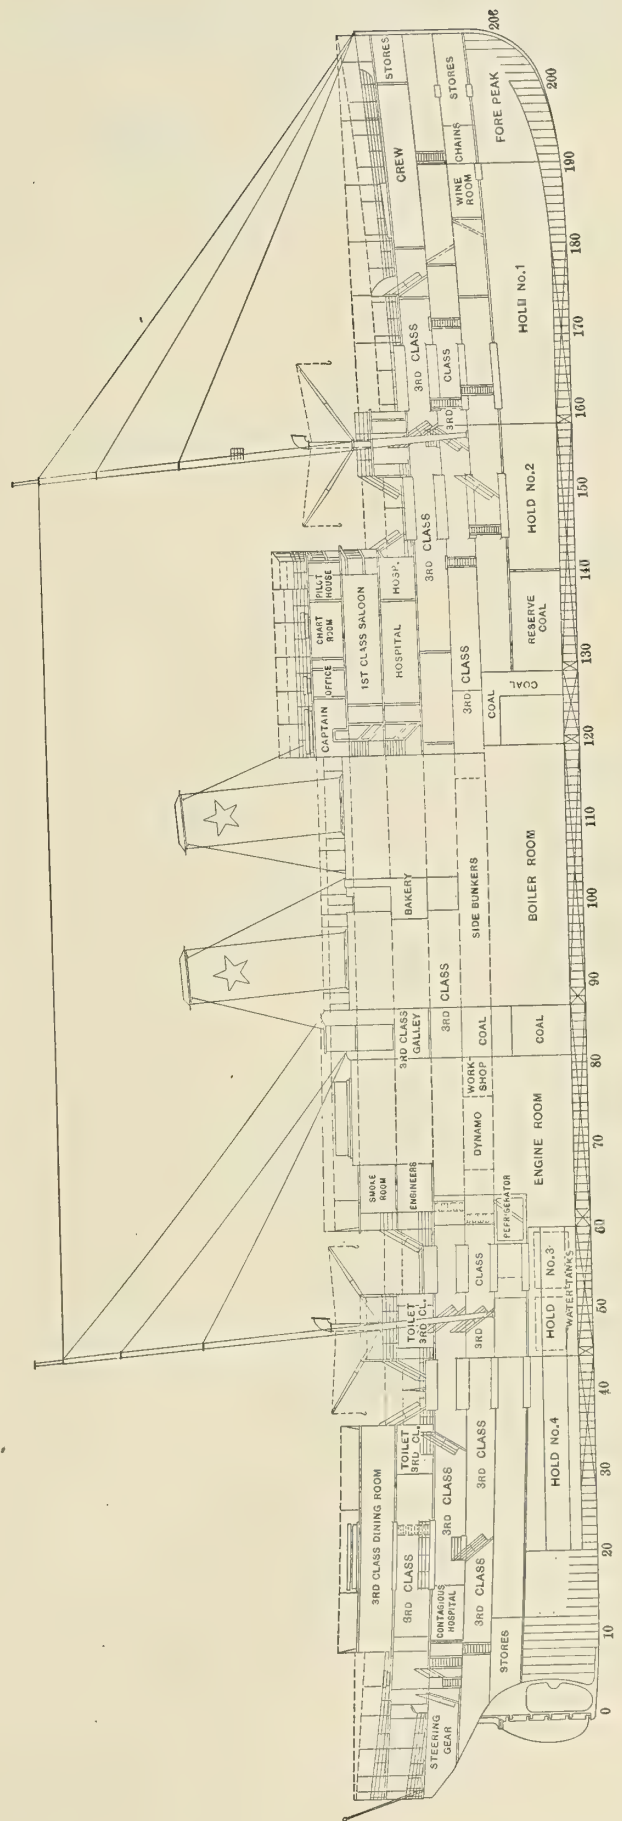 3RD CLASS DINING ROOM
TOILET
3RD CL.
3RD CLASS
TOILET
3RD CL.
SMOKE
ROOM
ENGINEERS
3RD CLASS
GALLEY
BAKERY
CAPTAIN
OFFICE
CHART
ROOM
PILOT
HOUSE
1ST CLASS SALOON
HOSPITAL
HOSP.
3RD CLASS
3RD CLASS
CREW
STORES
STEERING
GEAR
CONTAGIOUS
HOSPITAL
3RD CLASS
3RD CLASS
3RD CLASS
3RD CLASS
3RD CLASS
DYNAMO
WORK-
SHOP
COAL
SIDE BUNKERS
3RD CLASS
COAL
3RD CLASS
WINE
ROOM
CHAINS
STORES
STORES
HOLD No.4
HOLD No.3
WATER TANKS
REFRIGERATOR
ENGINE ROOM
COAL
BOILER ROOM
COAL
RESERVE
COAL
HOLD No.2
HOLD No.1
FORE PEAK
0 10 20 30 40 50 60 70 80 90 100 110 120 130 140 150 160 170 180 190 200 206